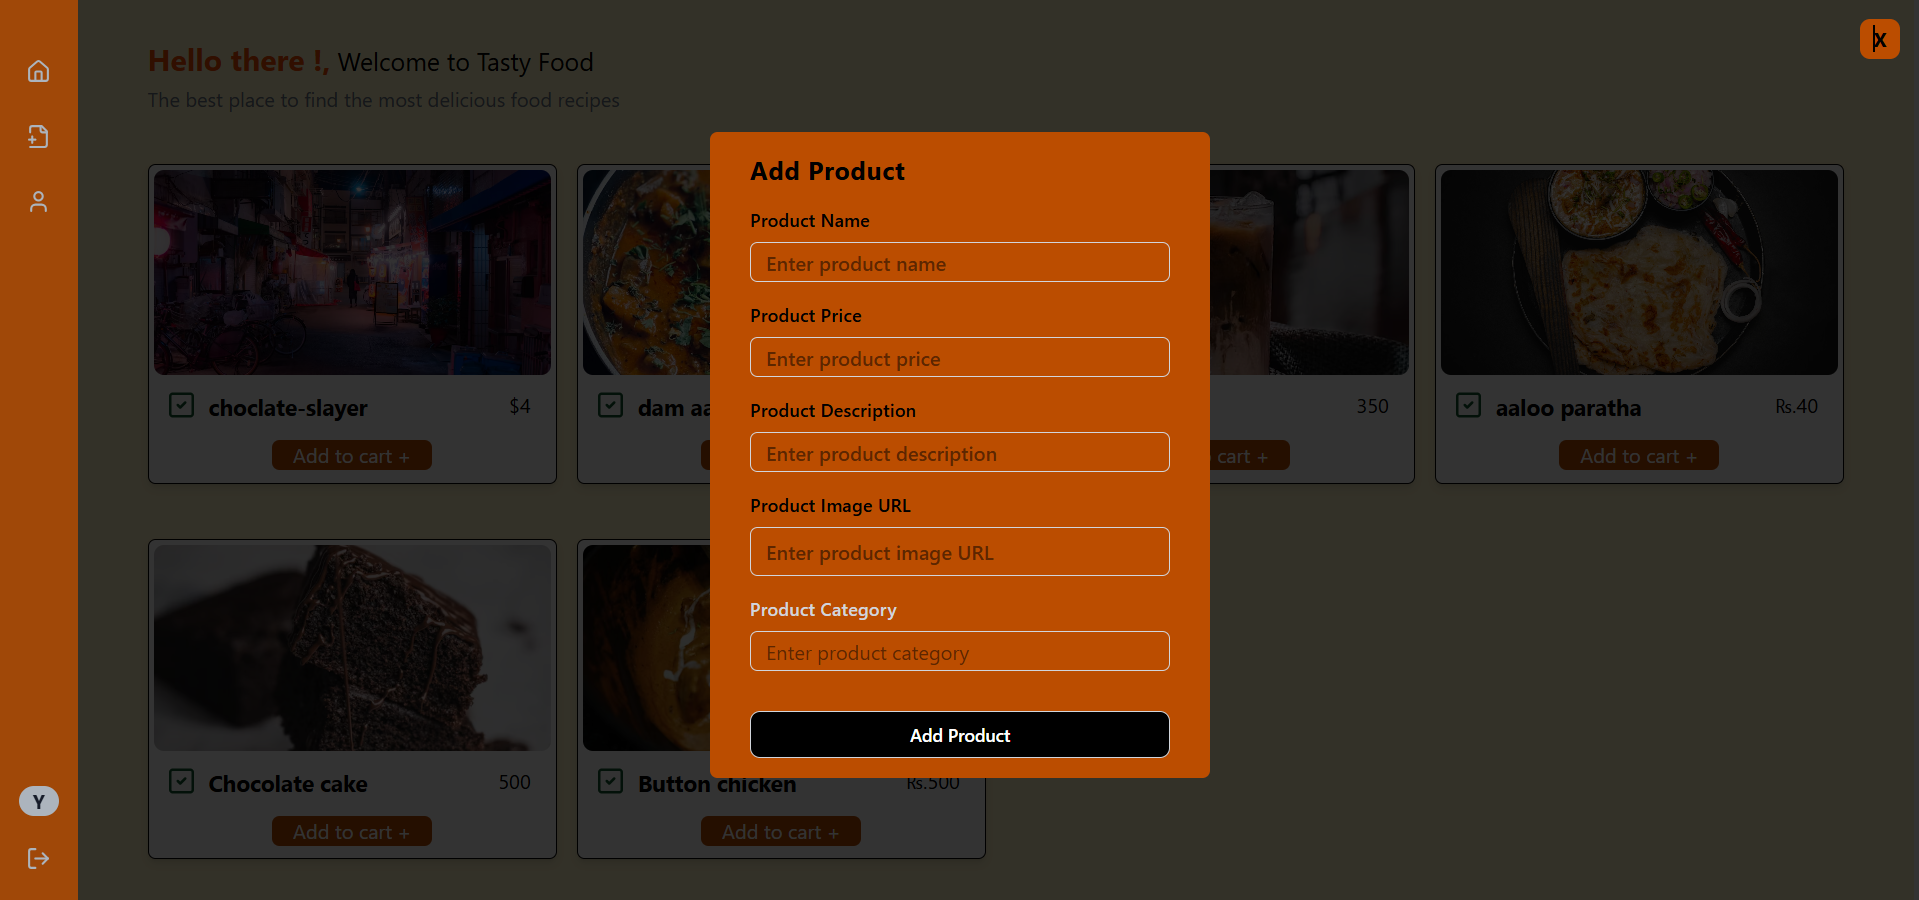 Hello there !, Welcome to Tasty Food
The best place to find the most delicious food recipes
X
Add Product
Product Name
Enter product name
Product Price
Enter product price
Product Description
Enter product description
Product Image URL
Enter product image URL
Product Category
Enter product category
Add Product
choclate-slayer $4
Add to cart +
dam aa
350
cart +
aaloo paratha Rs.40
Add to cart +
Chocolate cake 500
Add to cart +
Button chicken Rs.500
Add to cart +
Y